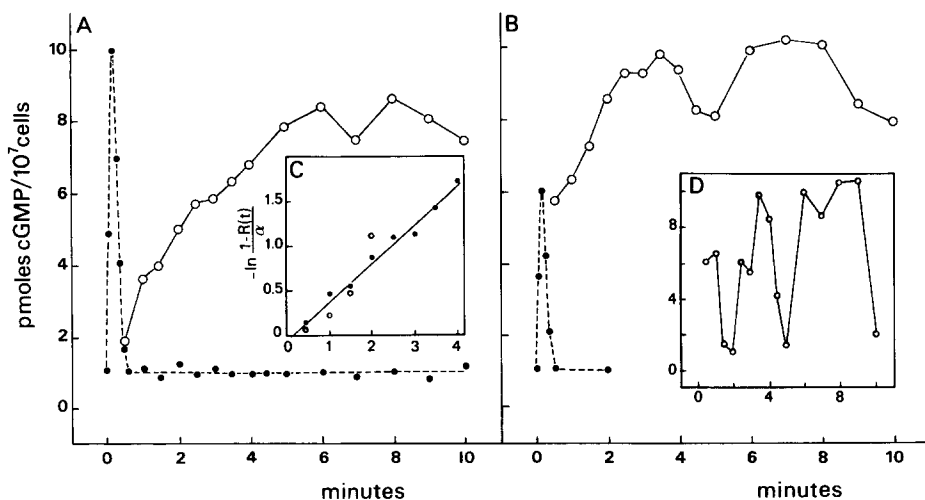 A
B
10
8
6
4
2
0
pmoles cGMP/10⁷cells
C
1.5
1.0
0.5
0
-ln 1-R(t)/α
0 1 2 3 4
D
8
4
0
0 4 8
0 2 4 6 8 10
0 2 4 6 8 10
minutes minutes